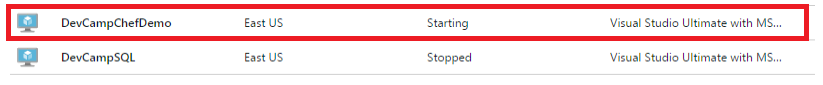 DevCampChefDemo East US Starting Visual Studio Ultimate with MS...
DevCampSQL East US Stopped Visual Studio Ultimate with MS...